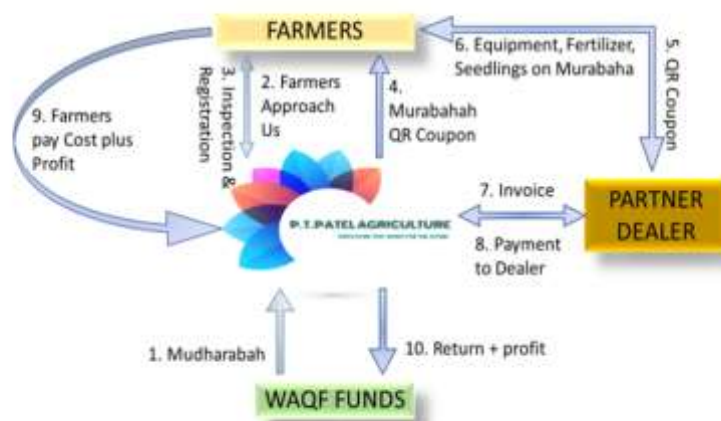 FARMERS
6. Equipment, Fertilizer,
Seedlings on Murabaha
5. QR Coupon
3. Inspection &
Registration
2. Farmers
Approach
Us
4.
Murabahah
QR Coupon
9. Farmers
pay Cost plus
Profit
P.T.PATEL AGRICULTURE
7. Invoice
8. Payment
to Dealer
PARTNER
DEALER
1. Mudharabah
10. Return + profit
WAQF FUNDS